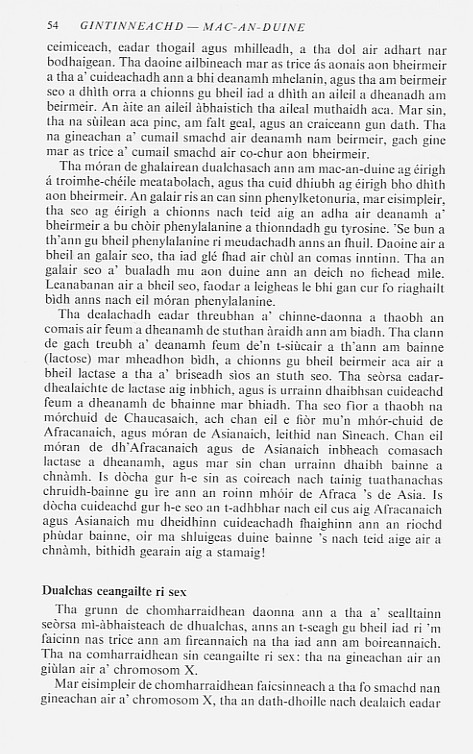 54 GINTINNEACHD — MAC-AN-DUINE
ceimiceach, eadar thogail agus mhilleadh, a tha dol air adhart nar
bodhaigean. Tha daoine ailbineach mar as trice ás aonais aon bheirmeir
a tha a' cuideachadh ann a bhi deanamh mhelanin, agus tha am beirmeir
seo a dhìth orra a chionns gu bheil iad a dhìth an aileil a dheanadh am
beirmeir. An àite an aileil àbhaistich tha aileal muthaidh aca. Mar sin,
tha na sùilean aca pinc, am falt geal, agus an craiceann gun dath. Tha
na gineachan a' cumail smachd air deanamh nam beirmeir, gach gine
mar as trice a' cumail smachd air co-chur aon bheirmeir.
Tha móran de ghalairean dualchasach ann am mac-an-duine ag éirigh
á troimhe-chéile meatabolach, agus tha cuid dhiubh ag éirigh bho dhìth
aon bheirmeir. An galair ris an can sinn phenylketonuria, mar eisimpleir,
tha seo ag éirigh a chionns nach teid aig an adha air deanamh a'
bheirmeir a bu chòir phenylalanine a thionndadh gu tyrosine. 'Se bun a
th'ann gu bheil phenylalanine ri meudachadh anns an fhuil. Daoine air a
bheil an galair seo, tha iad glé fhad air chùl an comas inntinn. Tha an
galair seo a' bualadh mu aon duine ann an deich no fichead mìle.
Leanabanan air a bheil seo, faodar a leigheas le bhi gan cur fo riaghailt
bìdh anns nach eil móran phenylalanine.
Tha dealachadh eadar threubhan a' chinne-daonna a thaobh an
comais air feum a dheanamh de stuthan àraidh ann am biadh. Tha clann
de gach treubh a' deanamh feum de'n t-siùcair a th'ann am bainne
(lactose) mar mheadhon bìdh, a chionns gu bheil beirmeir aca air a
bheil lactase a tha a' briseadh sìos an stuth seo. Tha seòrsa eadar-
dhealaichte de lactase aig inbhich, agus is urrainn dhaibhsan cuideachd
feum a dheanamh de bhainne mar bhiadh. Tha seo fìor a thaobh na
mórchuid de Chaucasaich, ach chan eil e fìòr mu'n mhór-chuid de
Afracanaich, agus móran de Asianaich, leithid nan Sìneach. Chan eil
móran de dh'Afracanaich agus de Asianaich inbheach comasach
lactase a dheanamh, agus mar sin chan urrainn dhaibh bainne a
chnàmh. Is dòcha gur h-e sin as coireach nach tainig tuathanachas
chruidh-bainne gu ìre ann an roinn mhóir de Afraca 's de Asia. Is
dòcha cuideachd gur h-e seo an t-adhbhar nach eil cus aig Afracanaich
agus Asianaich mu dheidhinn cuideachadh fhaighinn ann an riochd
phùdar bainne, oir ma shluigeas duine bainne 's nach teid aige air a
chnàmh, bithidh gearain aig a stamaig!
Dualchas ceangailte ri sex
Tha grunn de chomharraidhean daonna ann a tha a' sealltainn
seòrsa mì-àbhaisteach de dhualchas, anns an t-seagh gu bheil iad ri 'm
faicinn nas trice ann am fireannaich na tha iad ann am boireannaich.
Tha na comharraidhean sin ceangailte ri sex: tha na gineachan air an
giùlan air a' chromosom X.
Mar eisimpleir de chomharraidhean faicsinneach a tha fo smachd nan
gineachan air a' chromosom X, tha an dath-dhoille nach dealaich eadar